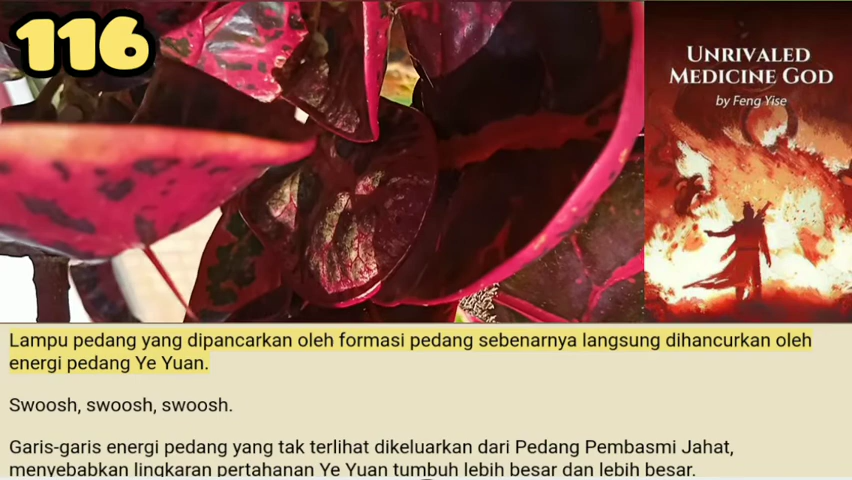 116
UNRIVALED
MEDICINE GOD
by Feng Yise
Lampu pedang yang dipancarkan oleh formasi pedang sebenarnya langsung dihancurkan oleh
energi pedang Ye Yuan.
Swoosh, swoosh, swoosh.
Garis-garis energi pedang yang tak terlihat dikeluarkan dari Pedang Pembasmi Jahat,
menyebabkan lingkaran pertahanan Ye Yuan tumbuh lebih besar dan lebih besar.